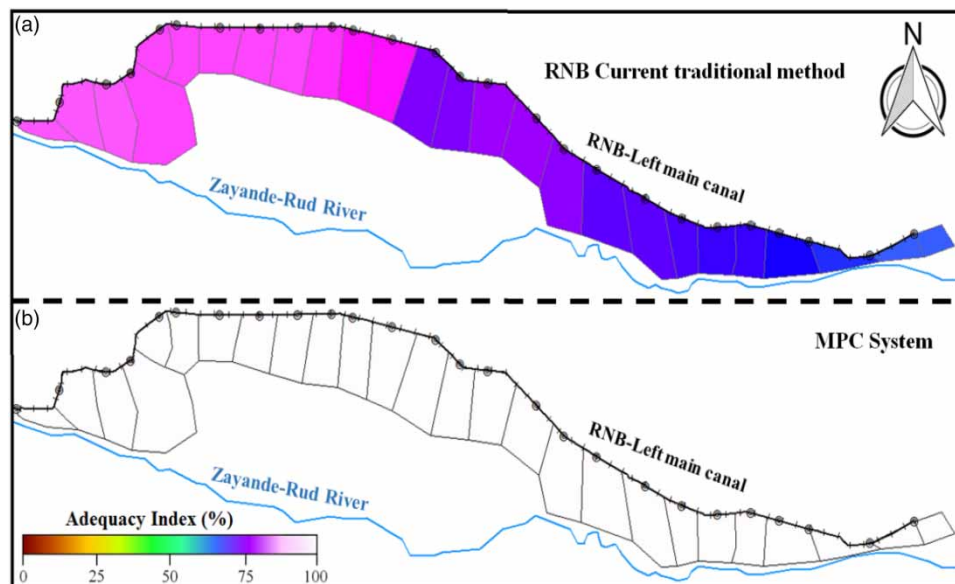 (a)
N
RNB Current traditional method
RNB-Left main canal
Zayande-Rud River
(b)
MPC System
RNB-Left main canal
Zayande-Rud River
Adequacy Index (%)
0 25 50 75 100